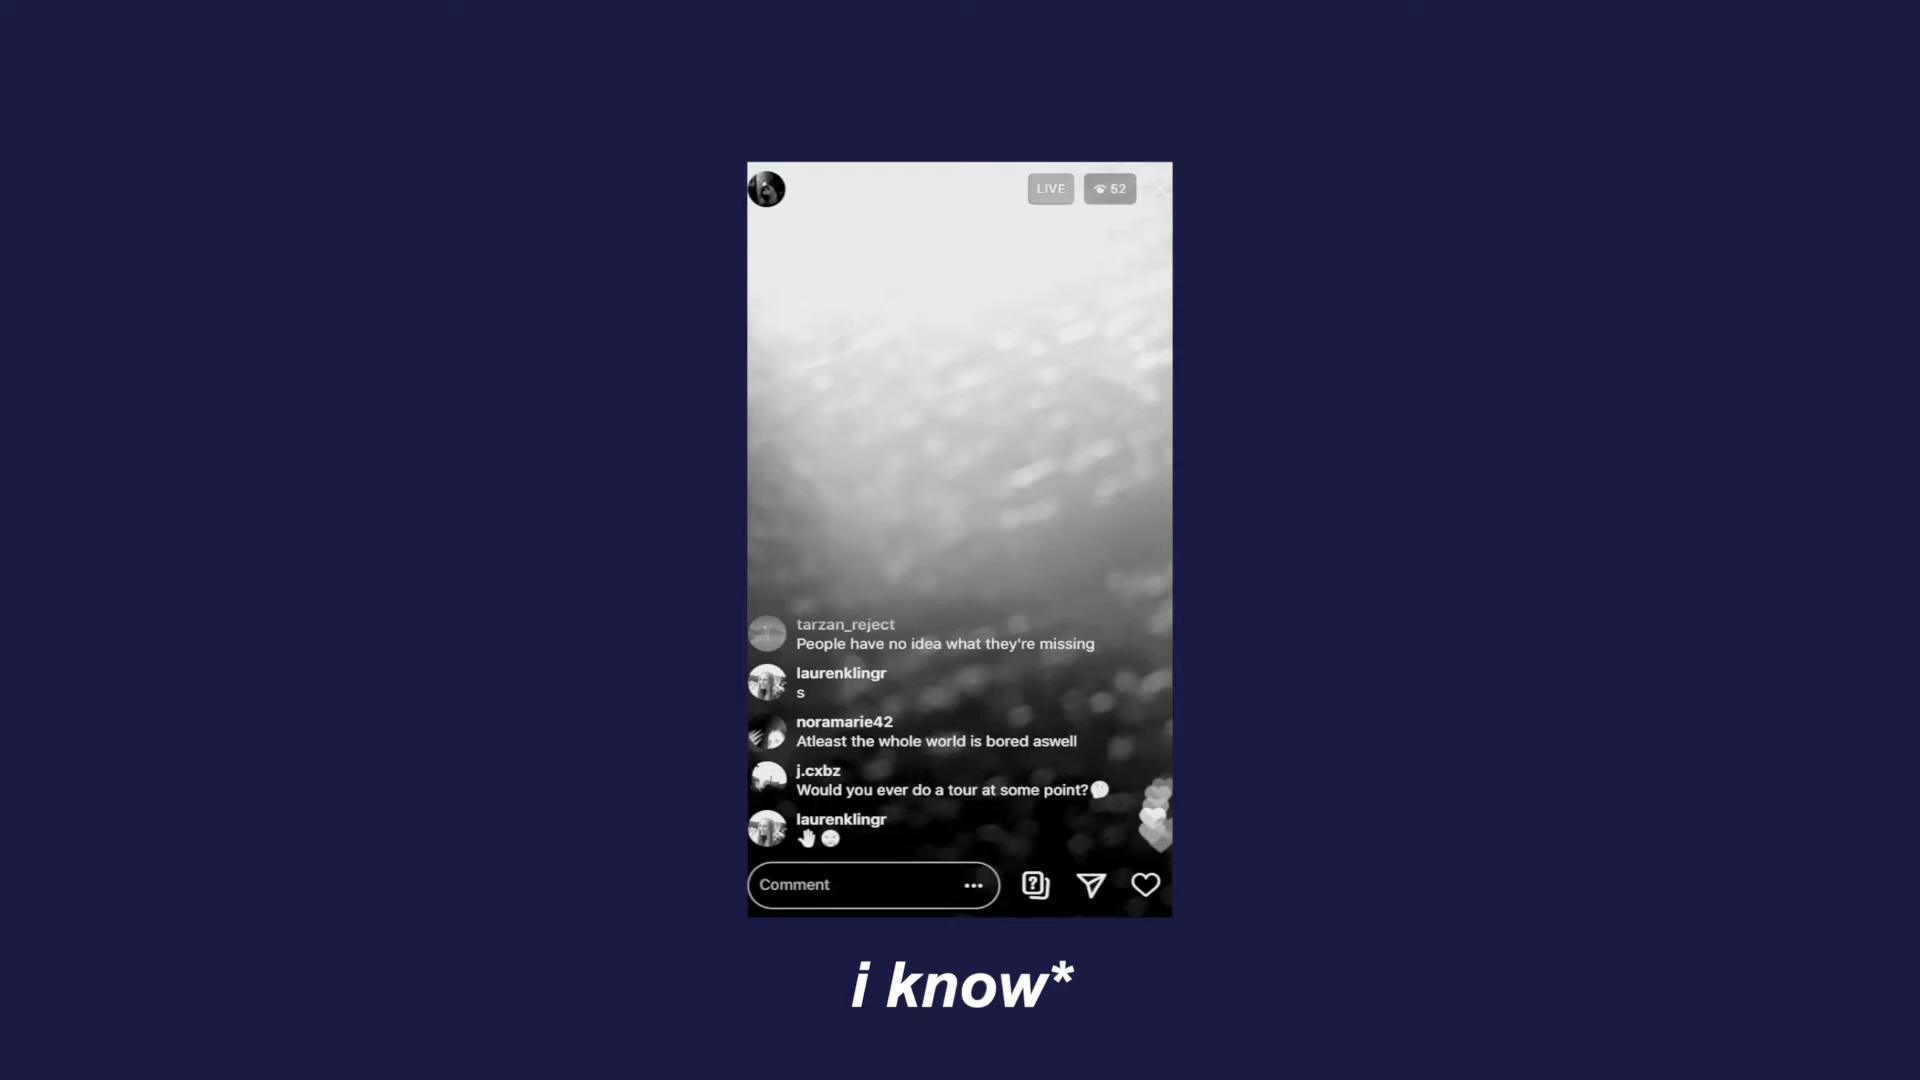 LIVE 52
tarzan_reject
People have no idea what they're missing
laurenklingr
s
noramarie42
Atleast the whole world is bored aswell
j.cxbz
Would you ever do a tour at some point?
laurenklingr
Comment
i know*